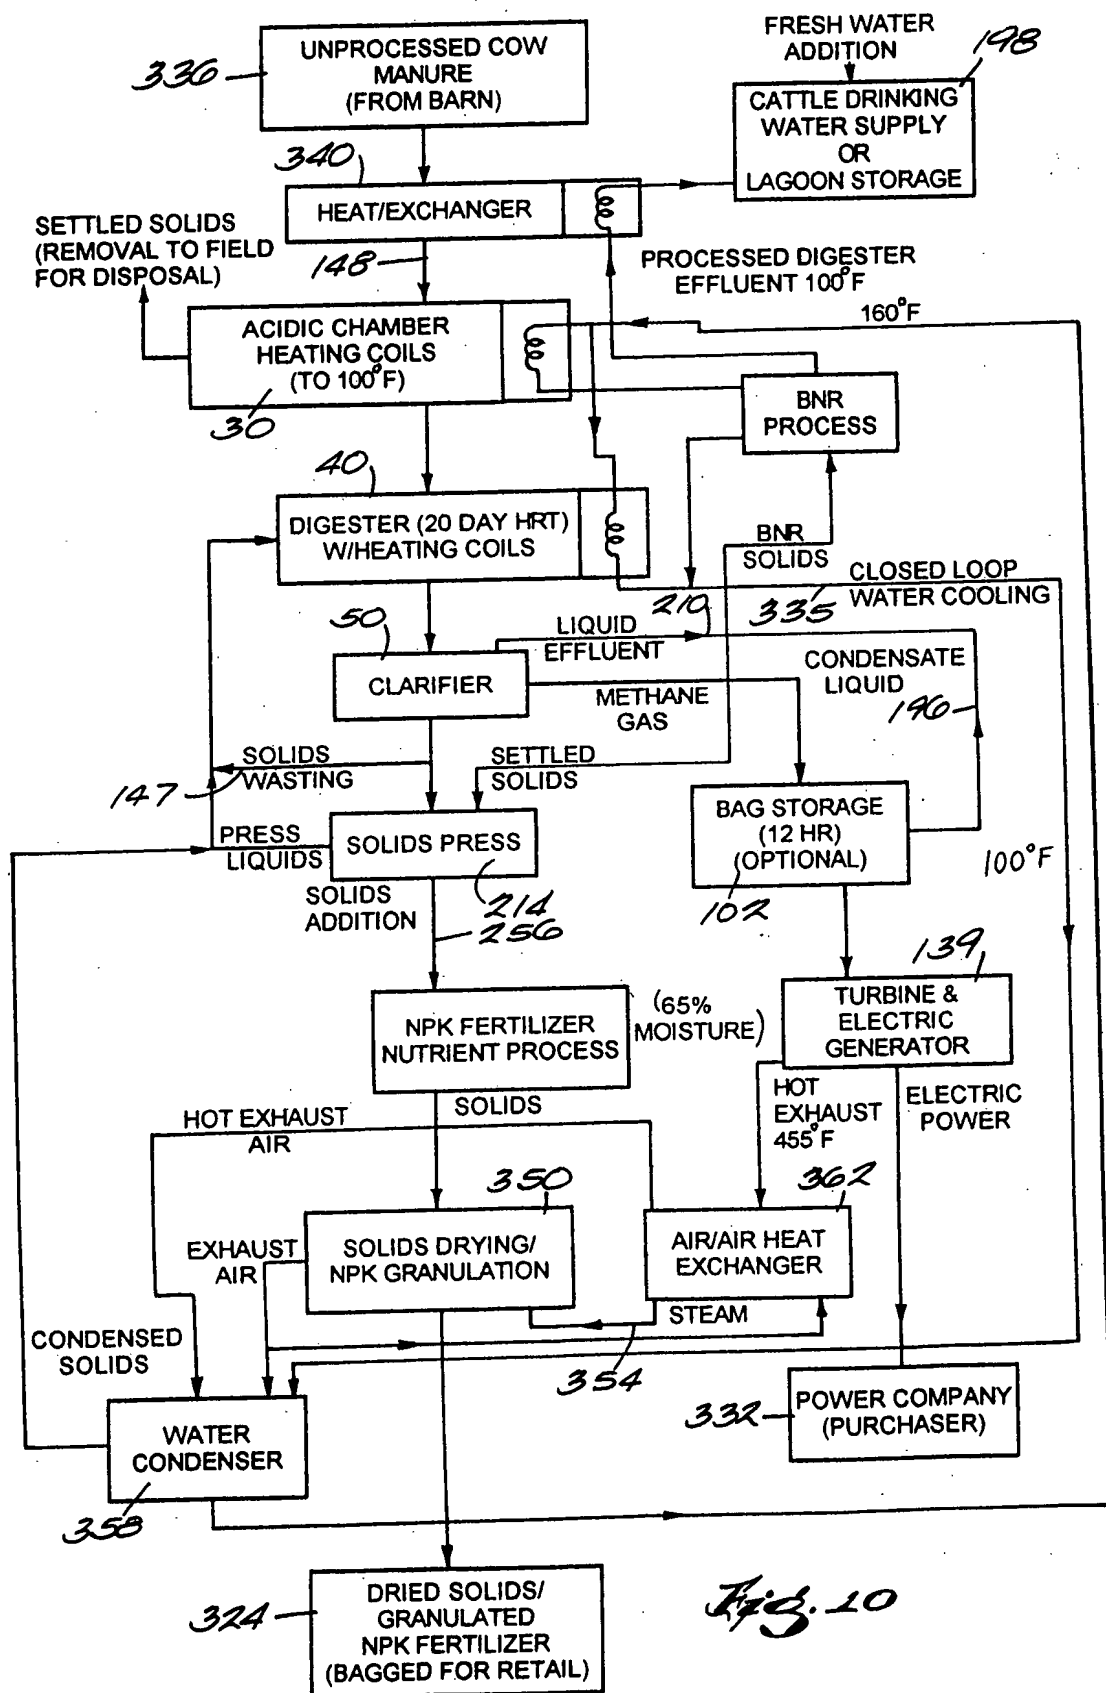 336
UNPROCESSED COW
MANURE
(FROM BARN)
FRESH WATER
ADDITION
198
CATTLE DRINKING
WATER SUPPLY
OR
LAGOON STORAGE
340
HEAT/EXCHANGER
SETTLED SOLIDS
(REMOVAL TO FIELD
FOR DISPOSAL)
148
PROCESSED DIGESTER
EFFLUENT 100°F
160°F
ACIDIC CHAMBER
HEATING COILS
(TO 100°F)
30
BNR
PROCESS
40
DIGESTER (20 DAY HRT)
W/HEATING COILS
BNR
SOLIDS
CLOSED LOOP
WATER COOLING
210
335
50
LIQUID
EFFLUENT
CLARIFIER
CONDENSATE
LIQUID
196
METHANE
GAS
SOLIDS
WASTING
147
SETTLED
SOLIDS
BAG STORAGE
(12 HR)
(OPTIONAL)
102
100°F
PRESS
LIQUIDS
SOLIDS PRESS
214
SOLIDS
ADDITION
256
139
TURBINE &
ELECTRIC
GENERATOR
NPK FERTILIZER
NUTRIENT PROCESS
(65%
MOISTURE)
SOLIDS
HOT
EXHAUST
455°F
ELECTRIC
POWER
HOT EXHAUST
AIR
350
362
EXHAUST
AIR
SOLIDS DRYING/
NPK GRANULATION
AIR/AIR HEAT
EXCHANGER
STEAM
354
CONDENSED
SOLIDS
332
POWER COMPANY
(PURCHASER)
WATER
CONDENSER
358
324
DRIED SOLIDS/
GRANULATED
NPK FERTILIZER
(BAGGED FOR RETAIL)
Fig. 10